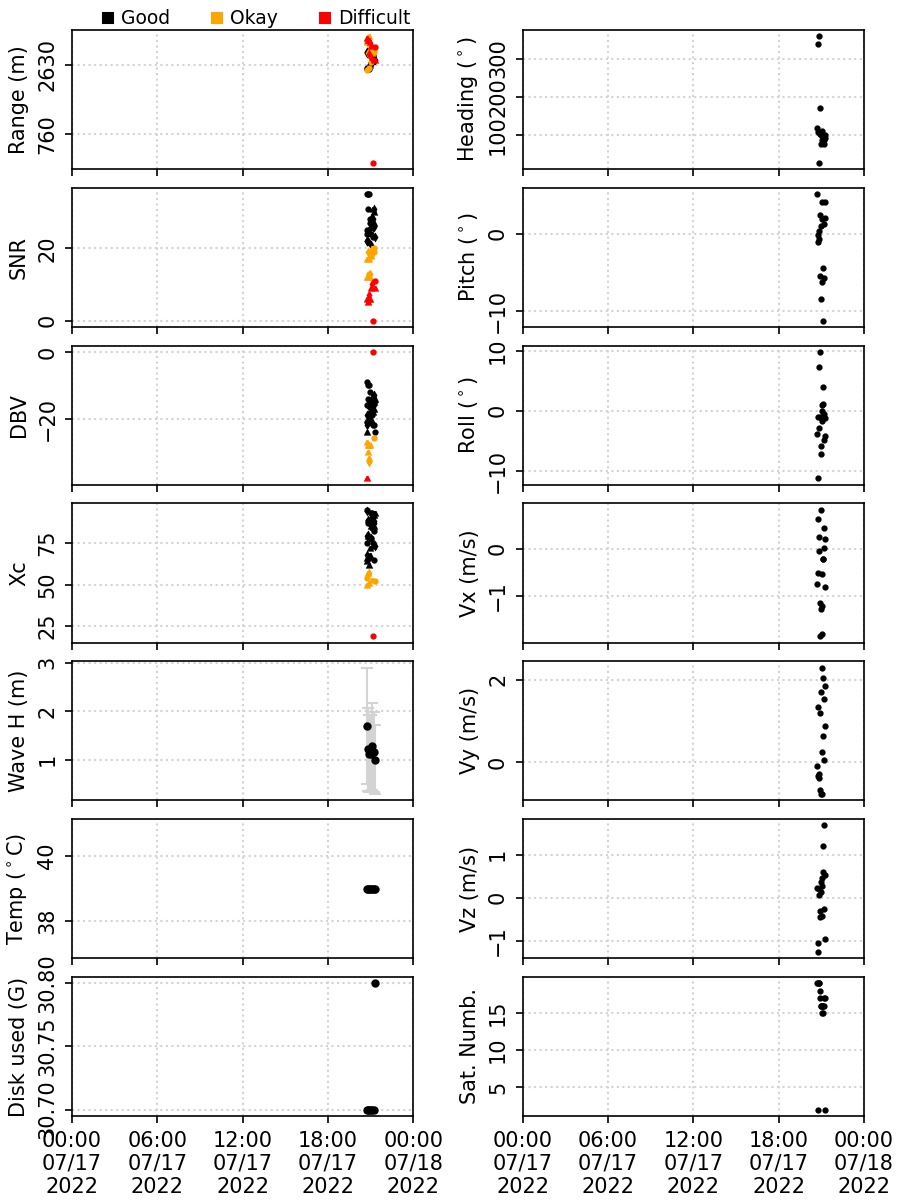 Good Okay Difficult
Range (m)
2630
760
Heading (°)
300
200
100
SNR
20
0
Pitch (°)
0
−10
DBV
0
−20
Roll (°)
10
0
−10
Xc
75
50
25
Vx (m/s)
0
−1
Wave H (m)
3
2
1
Vy (m/s)
2
0
Temp (°C)
40
38
Vz (m/s)
1
0
−1
Disk used (G)
30.80
30.75
30.70
Sat. Numb.
15
10
5
00:00 06:00 12:00 18:00 00:00 00:00 06:00 12:00 18:00 00:00
07/17 07/17 07/17 07/17 07/18 07/17 07/17 07/17 07/17 07/18
2022 2022 2022 2022 2022 2022 2022 2022 2022 2022